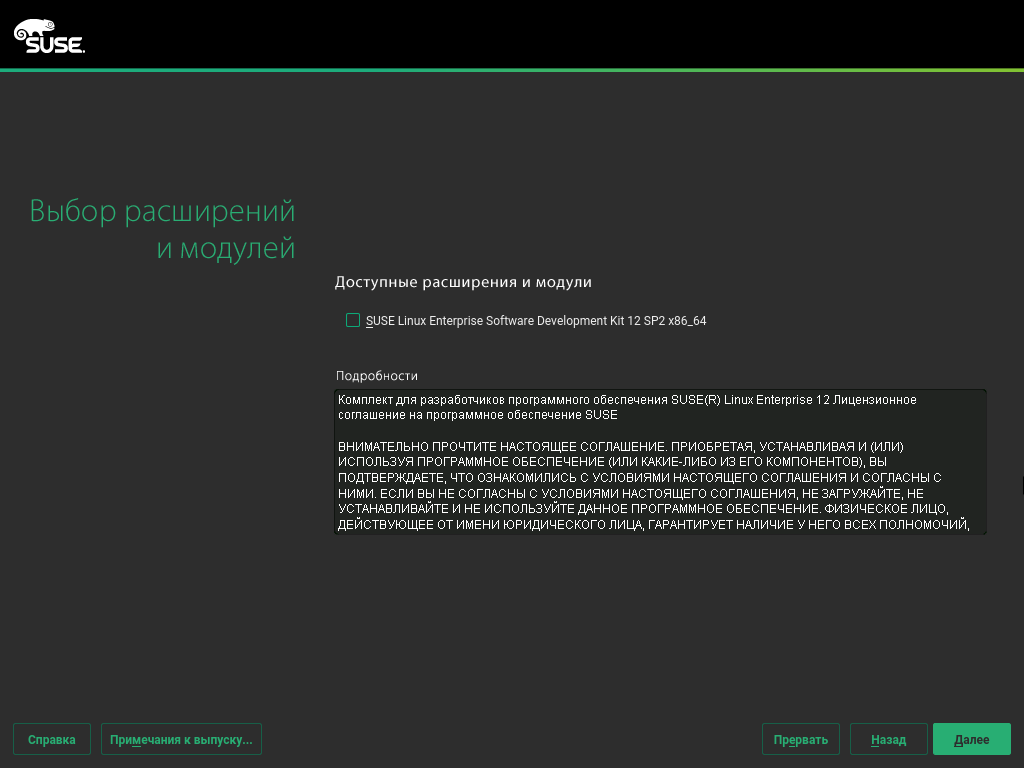 SUSE.
Выбор расширений
и модулей
Доступные расширения и модули
SUSE Linux Enterprise Software Development Kit 12 SP2 x86_64
Подробности
Комплект для разработчиков программного обеспечения SUSE(R) Linux Enterprise 12 Лицензионное
соглашение на программное обеспечение SUSE
ВНИМАТЕЛЬНО ПРОЧТИТЕ НАСТОЯЩЕЕ СОГЛАШЕНИЕ. ПРИОБРЕТАЯ, УСТАНАВЛИВАЯ И (ИЛИ)
ИСПОЛЬЗУЯ ПРОГРАММНОЕ ОБЕСПЕЧЕНИЕ (ИЛИ КАКИЕ-ЛИБО ИЗ ЕГО КОМПОНЕНТОВ), ВЫ
ПОДТВЕРЖДАЕТЕ, ЧТО ОЗНАКОМИЛИСЬ С УСЛОВИЯМИ НАСТОЯЩЕГО СОГЛАШЕНИЯ И СОГЛАСНЫ С
НИМИ. ЕСЛИ ВЫ НЕ СОГЛАСНЫ С УСЛОВИЯМИ НАСТОЯЩЕГО СОГЛАШЕНИЯ, НЕ ЗАГРУЖАЙТЕ, НЕ
УСТАНАВЛИВАЙТЕ И НЕ ИСПОЛЬЗУЙТЕ ДАННОЕ ПРОГРАММНОЕ ОБЕСПЕЧЕНИЕ. ФИЗИЧЕСКОЕ ЛИЦО,
ДЕЙСТВУЮЩЕЕ ОТ ИМЕНИ ЮРИДИЧЕСКОГО ЛИЦА, ГАРАНТИРУЕТ НАЛИЧИЕ У НЕГО ВСЕХ ПОЛНОМОЧИЙ,
Справка Примечания к выпуску... Прервать Назад Далее